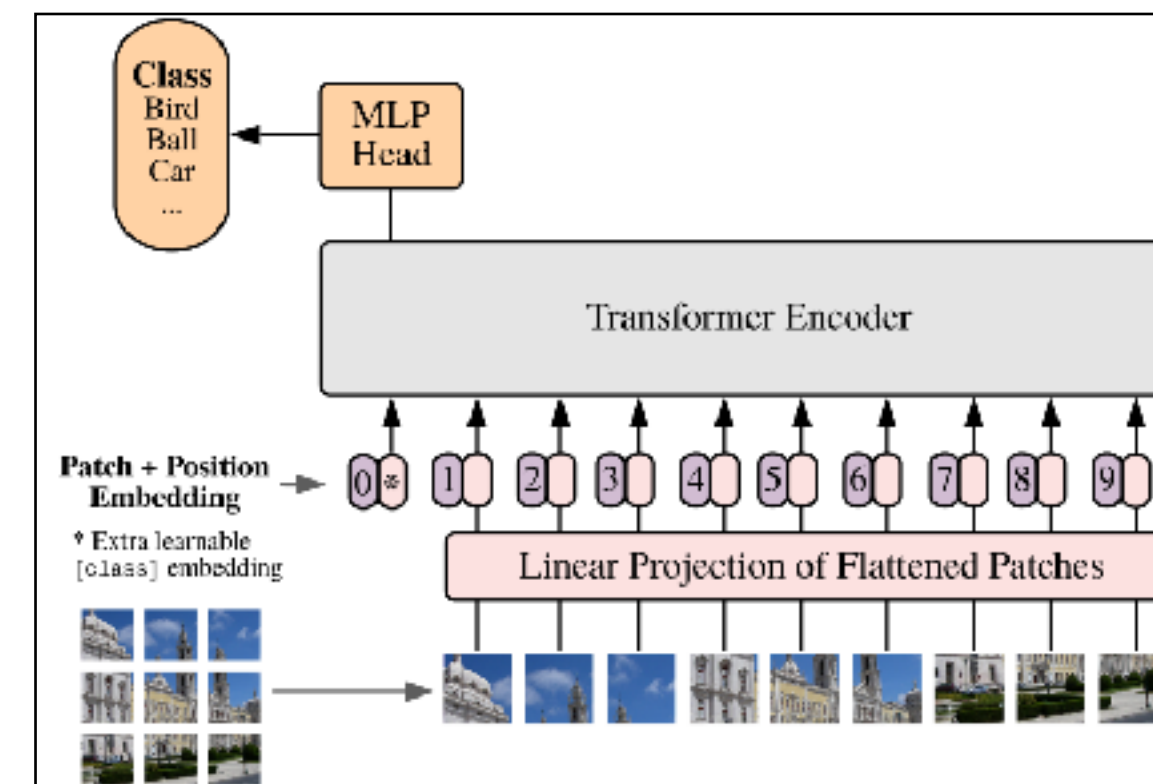 Class
Bird
Ball
Car
...
MLP
Head
Transformer Encoder
Patch + Position
Embedding
0 * 1 2 3 4 5 6 7 8 9
* Extra learnable
[class] embedding
Linear Projection of Flattened Patches